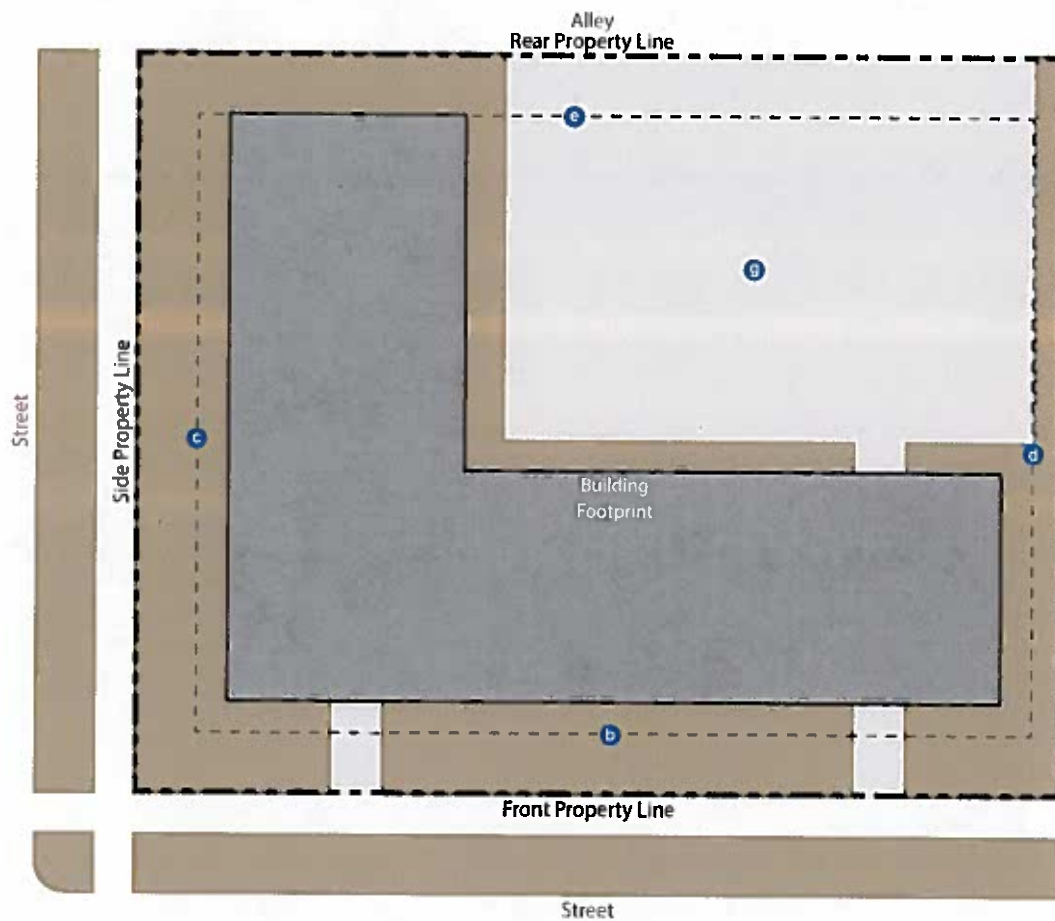 Alley
Rear Property Line
e
g
Street
Side Property Line
c
d
Building
Footprint
b
Front Property Line
Street